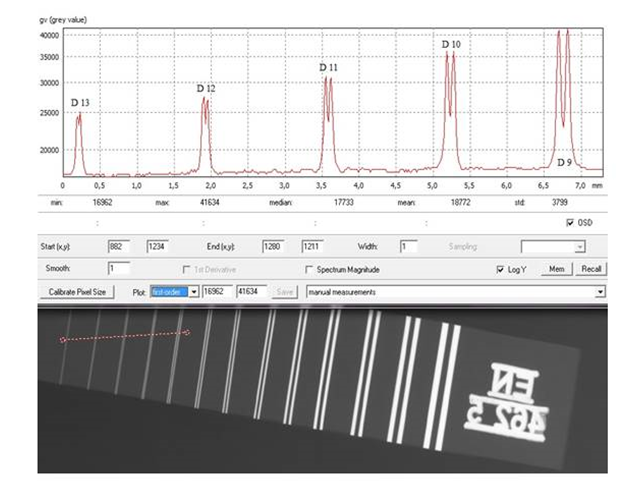 gv (grey value)
40000
35000
30000
25000
20000
D 13
D 12
D 11
D 10
D 9
0 0,5 1,0 1,5 2,0 2,5 3,0 3,5 4,0 4,5 5,0 5,5 6,0 6,5 7,0 mm
min: 16962 max: 41634 median: 17733 mean: 18772 std: 3799
: : : : OSD
Start (x,y): 882 1234 End (x,y): 1280 1211 Width: 1 Sampling:
Smooth: 1 1st Derivative Spectrum Magnitude Log Y Mem Recall
Calibrate Pixel Size Plot: first-order 16962 41634 Save manual measurements
EN
462 5